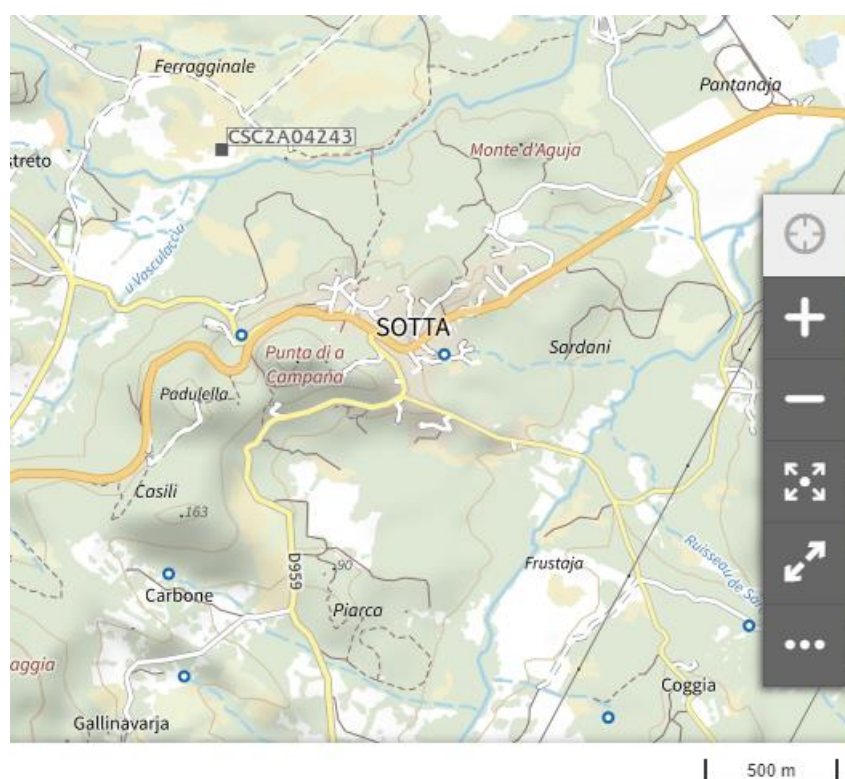 Ferragginale
Pantanaja
CSC2A04243
Monte d'Aguja
streto
u Vasculacciu
SOTTA
Sordani
Punta di a
Campana
Padulella
Casili
163
D959
90
Frustaja
Ruisseau de
Carbone
Piarca
aggia
Coggia
Gallinavarja
500 m